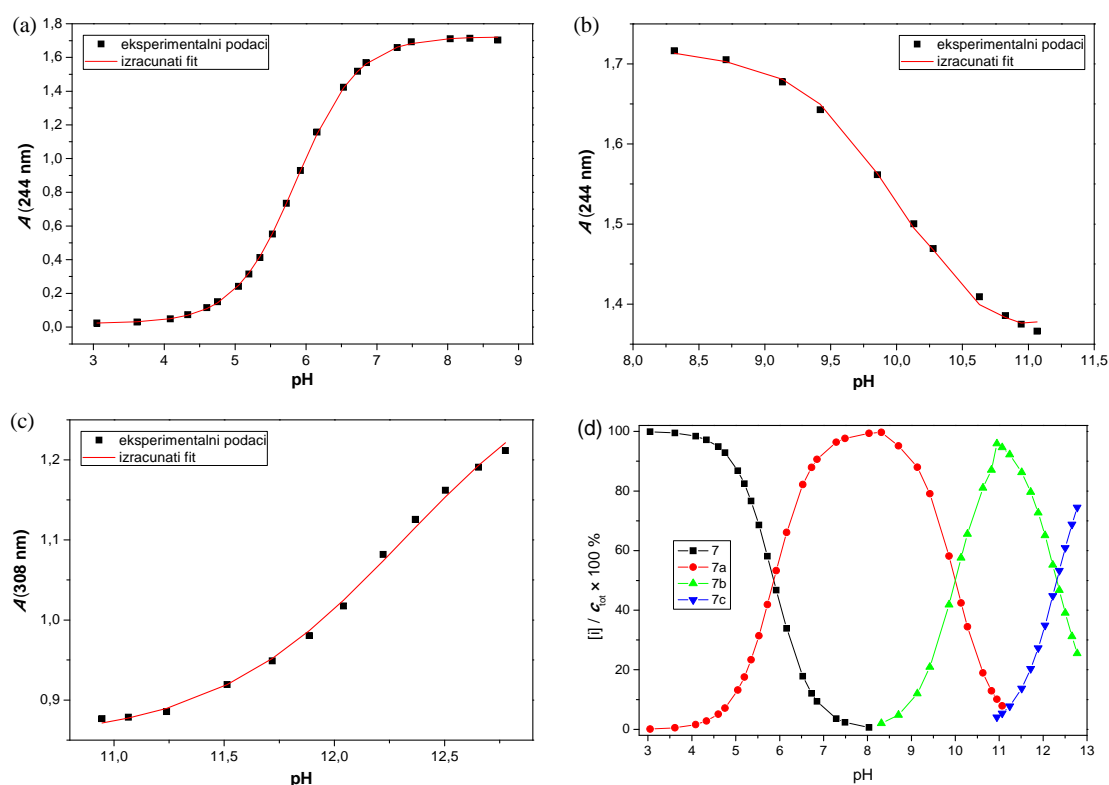 (a)
eksperimentalni podaci
izracunati fit
1,8
1,6
1,4
1,2
1,0
0,8
0,6
0,4
0,2
0,0
A (244 nm)
3 4 5 6 7 8 9
pH
(b)
eksperimentalni podaci
izracunati fit
1,7
1,6
1,5
1,4
A (244 nm)
8,0 8,5 9,0 9,5 10,0 10,5 11,0 11,5
pH
(c)
eksperimentalni podaci
izracunati fit
1,2
1,1
1,0
0,9
A(308 nm)
11,0 11,5 12,0 12,5
pH
(d)
100
80
60
40
20
0
[i] / c tot × 100 %
7
7a
7b
7c
3 4 5 6 7 8 9 10 11 12 13
pH